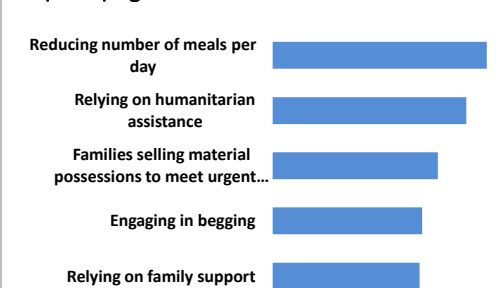 Reducing number of meals per
day
Relying on humanitarian
assistance
Families selling material
possessions to meet urgent…
Engaging in begging
Relying on family support